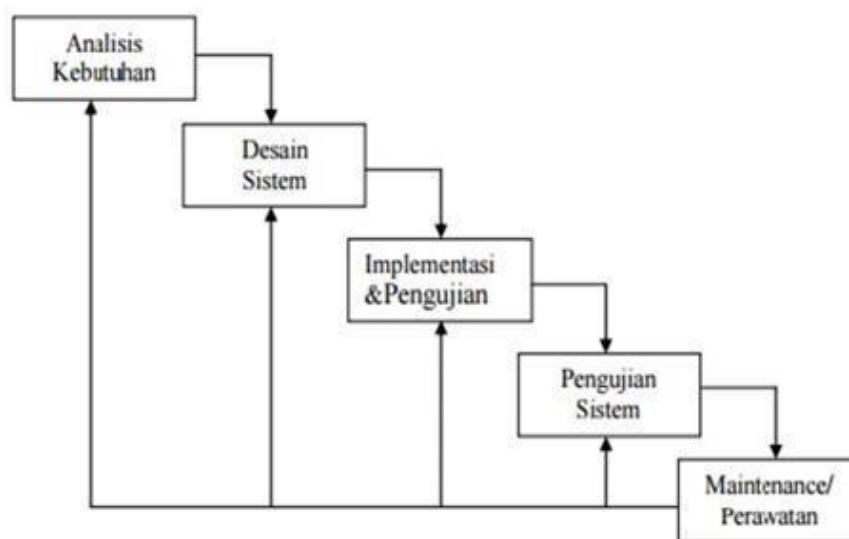 Analisis
Kebutuhan
Desain
Sistem
Implementasi
&Pengujian
Pengujian
Sistem
Maintenance/
Perawatan